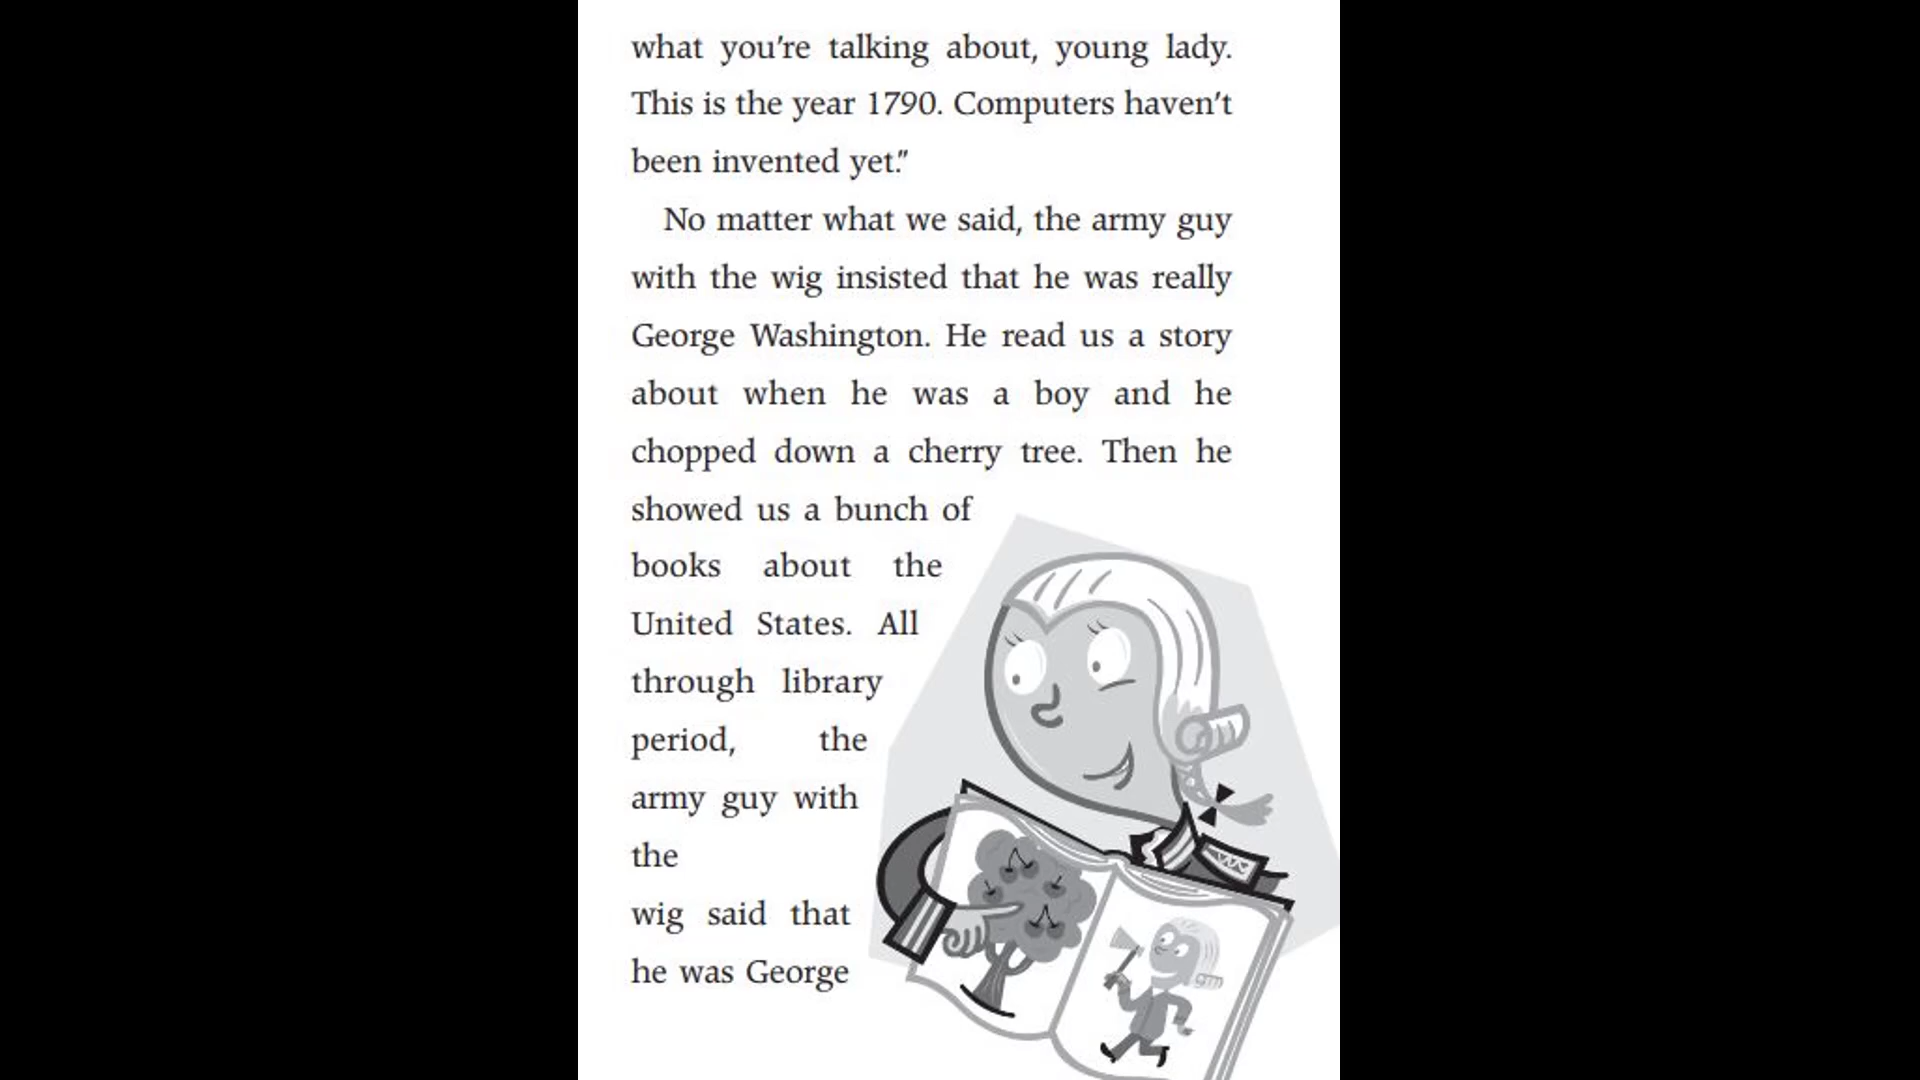 what you're talking about, young lady.
This is the year 1790. Computers haven't
been invented yet."
No matter what we said, the army guy
with the wig insisted that he was really
George Washington. He read us a story
about when he was a boy and he
chopped down a cherry tree. Then he
showed us a bunch of
books about the
United States. All
through library
period, the
army guy with
the
wig said that
he was George